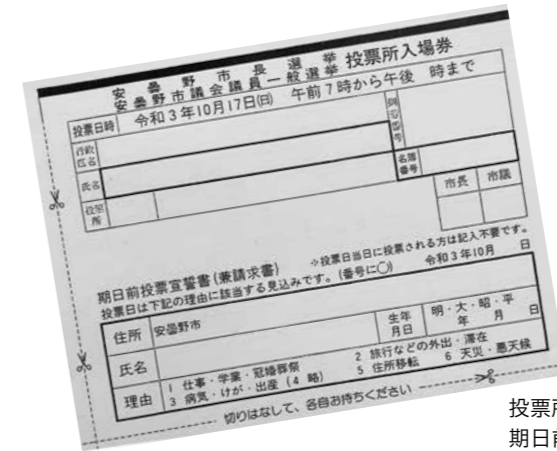 安曇野市長選挙
安曇野市議会議員一般選挙 投票所入場券
投票日時 令和3年10月17日(日) 午前7時から午後 時まで
行政区名
氏名
投票所
名簿番号
市長 市議
期日前投票宣誓書(兼請求書) ※投票日当日に投票される方は記入不要です。
投票日は下記の理由に該当する見込みです。(番号に○) 令和3年10月 日
住所 安曇野市
氏名 生年月日 明・大・昭・平 年 月 日
理由 1 仕事・学業・冠婚葬祭 2 旅行などの外出・滞在
3 病気・けが・出産(4 略) 5 住所移転 6 天災・悪天候
切りはなして、各自お持ちください
投票所
期日前